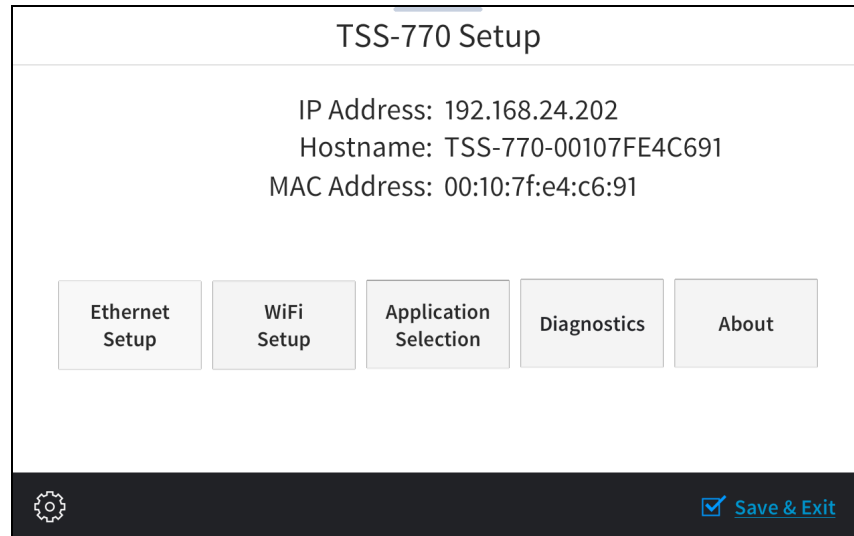 TSS-770 Setup
IP Address: 192.168.24.202
Hostname: TSS-770-00107FE4C691
MAC Address: 00:10:7f:e4:c6:91
Ethernet
Setup
WiFi
Setup
Application
Selection
Diagnostics
About
Save & Exit